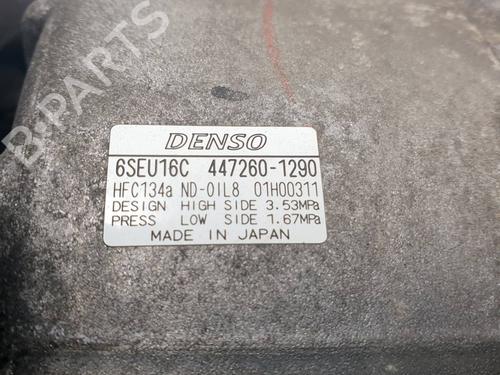 B-PARTS
DENSO
6SEU16C 447260-1290
HFC134a ND-OIL8 01H00311
DESIGN HIGH SIDE 3.53MPa
PRESS LOW SIDE 1.67MPa
MADE IN JAPAN